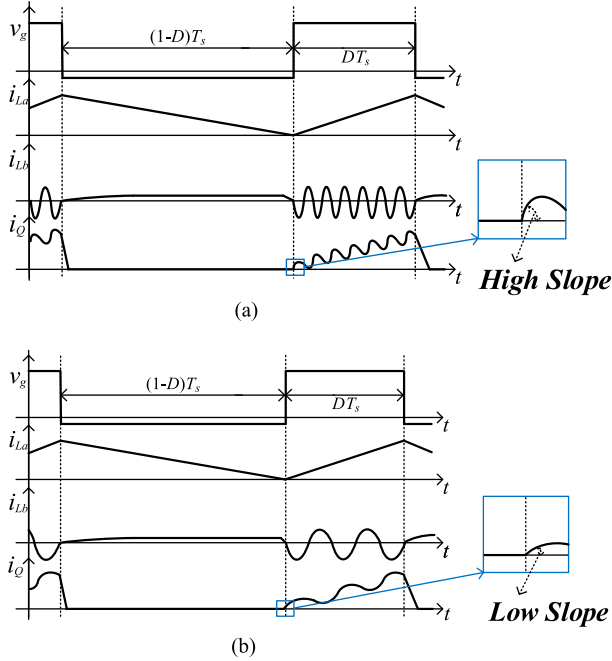 v_g
(1-D)T_s
DT_s
t
i_La
t
i_Lb
t
i_Q
t
High Slope
(a)
v_g
(1-D)T_s
DT_s
t
i_La
t
i_Lb
t
i_Q
t
Low Slope
(b)